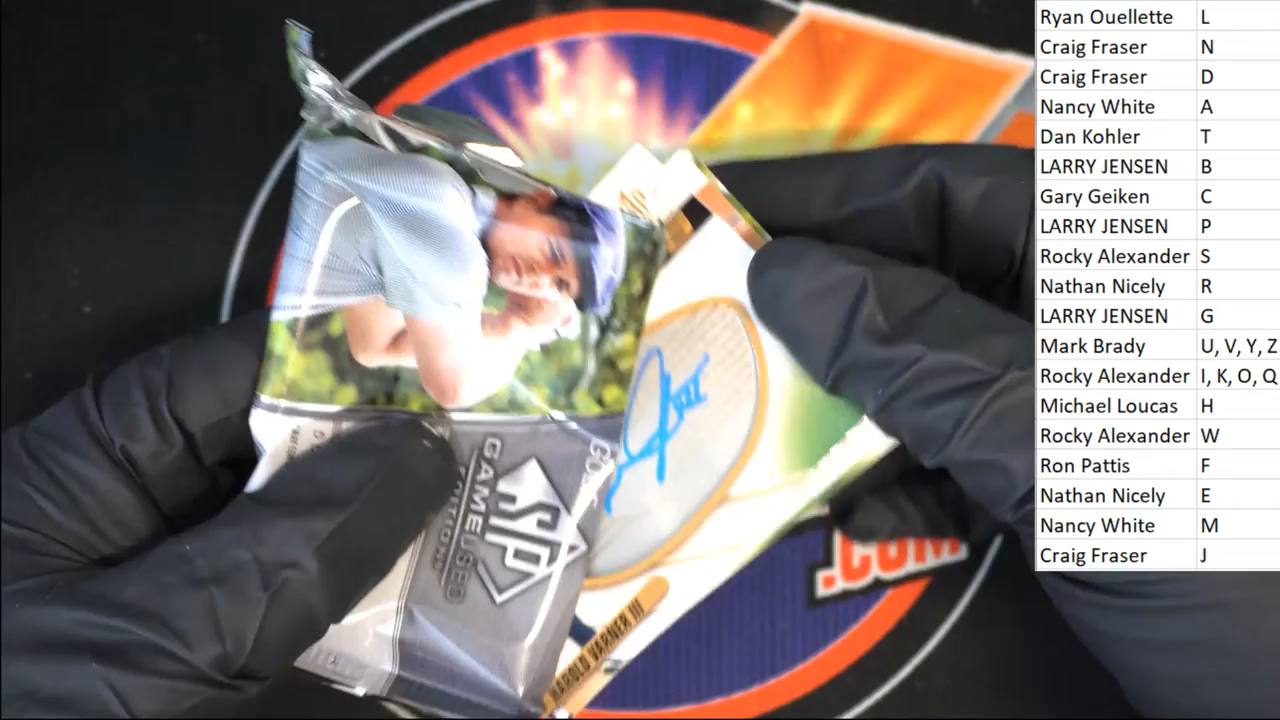 Ryan Ouellette L
Craig Fraser N
Craig Fraser D
Nancy White A
Dan Kohler T
LARRY JENSEN B
Gary Geiken C
LARRY JENSEN P
Rocky Alexander S
Nathan Nicely R
LARRY JENSEN G
Mark Brady U, V, Y, Z
Rocky Alexander I, K, O, Q
Michael Loucas H
Rocky Alexander W
Ron Pattis F
Nathan Nicely E
Nancy White M
Craig Fraser J
SP
GAME USED
EDITION
HAROLD VARNER III
.COM